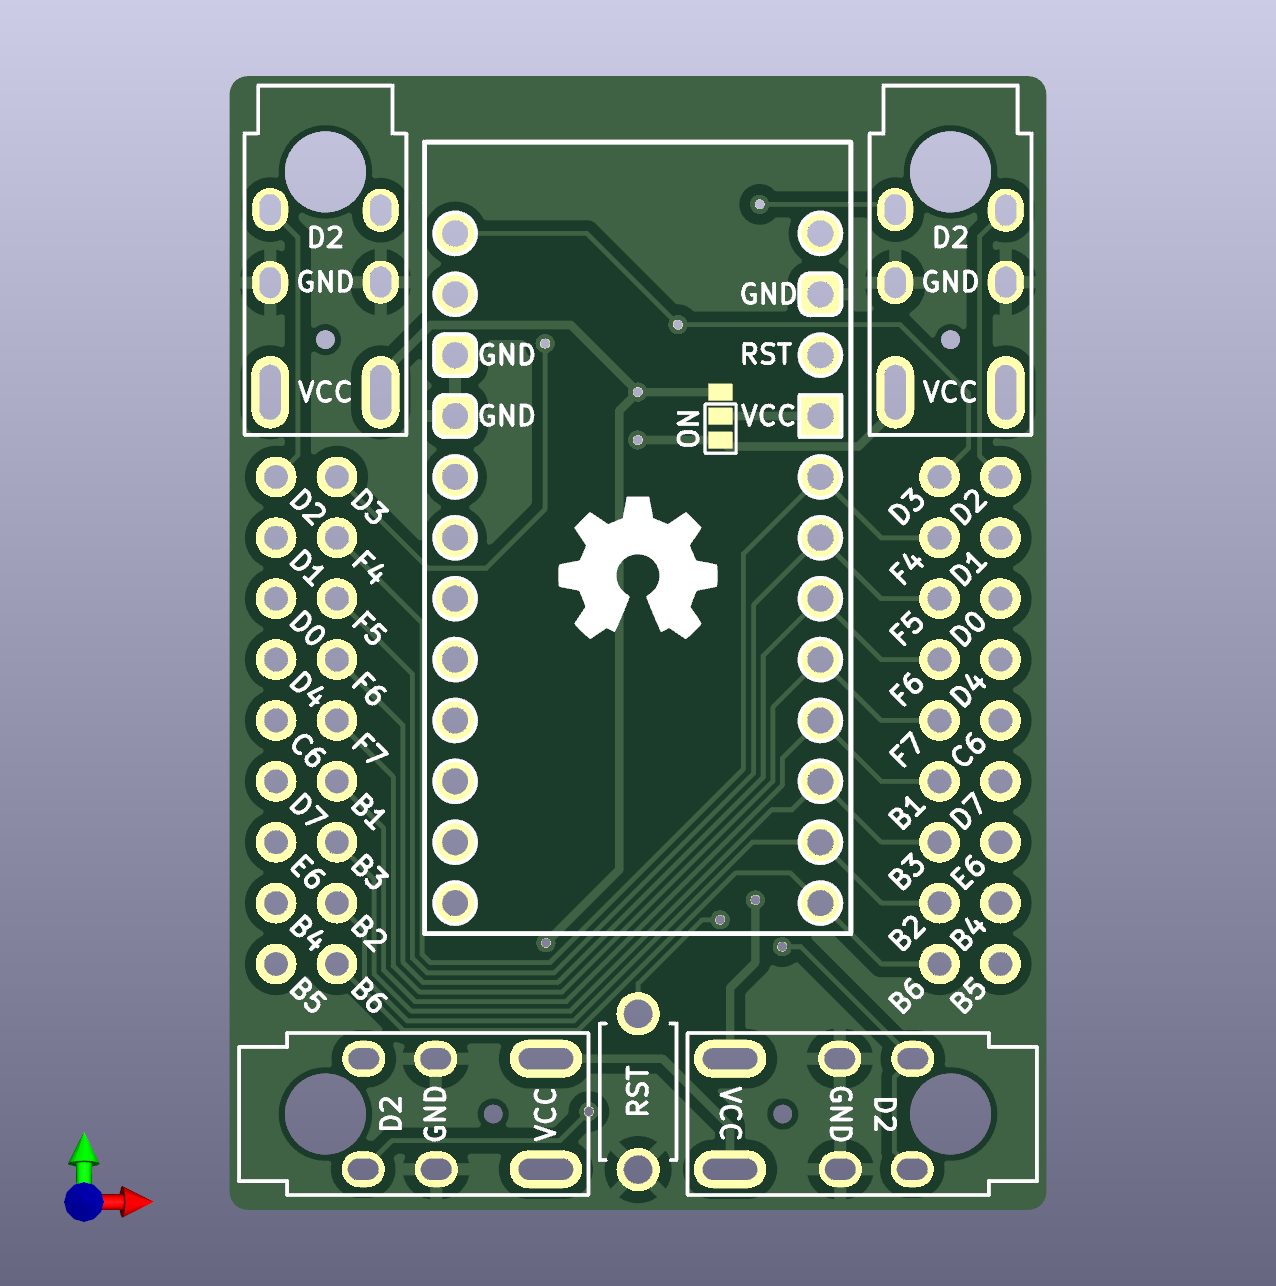 D2
D2
GND
GND
GND
RST
GND
VCC
VCC
GND
ON
VCC
D2
D3
D3
D2
D1
F4
F4
D1
D0
F5
F5
D0
D4
F6
F6
D4
C6
F7
F7
C6
D7
B1
B1
D7
E6
B3
B3
E6
B4
B2
B2
B4
B5
B6
B6
B5
D2
GND
VCC
RST
VCC
GND
D2